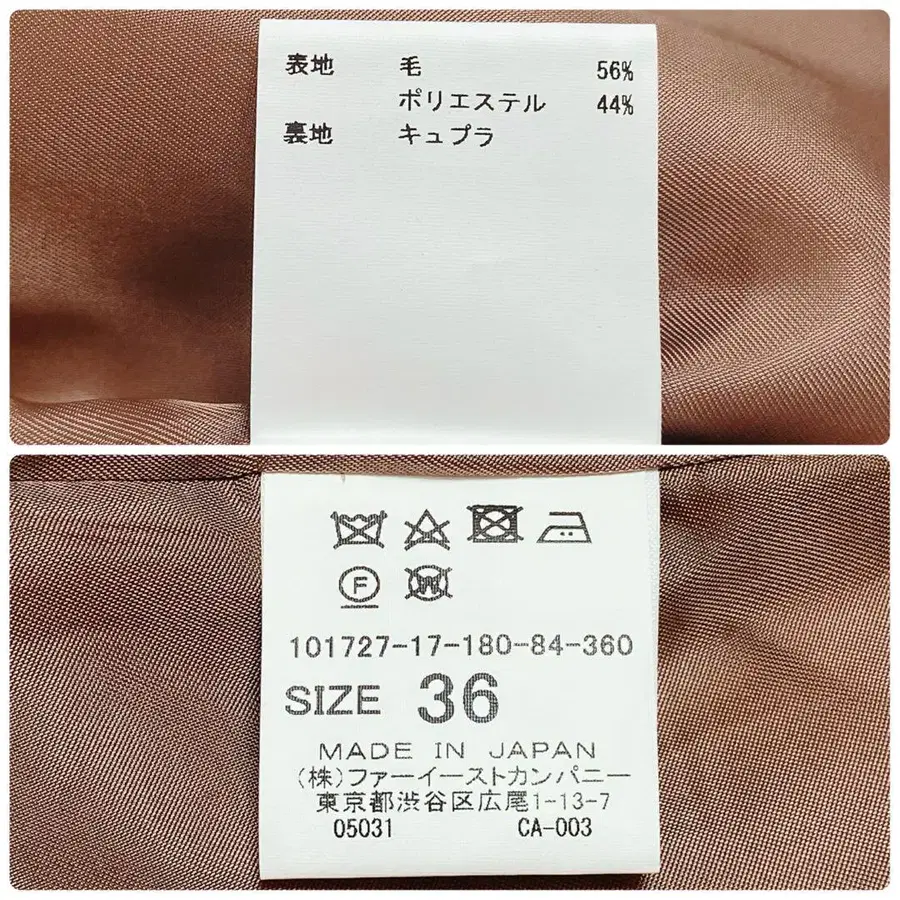 表地 毛 56%
ポリエステル 44%
裏地 キュプラ
F
W
101727-17-180-84-360
SIZE 36
MADE IN JAPAN
(株)ファーイーストカンパニー
東京都渋谷区広尾1-13-7
05031 CA-003